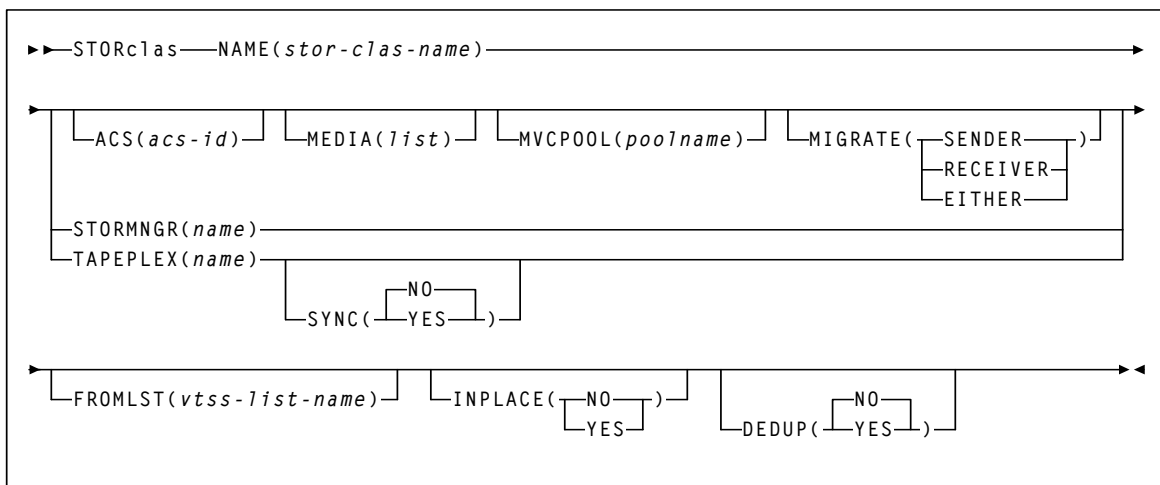 STORclas NAME(stor-clas-name)
ACS(acs-id) MEDIA(list) MVCPOOL(poolname) MIGRATE( SENDER )
RECEIVER
EITHER
STORMNGR(name)
TAPEPLEX(name)
NO
SYNC( YES )
FROMLST(vtss-list-name) INPLACE( NO ) NO
YES DEDUP( YES )